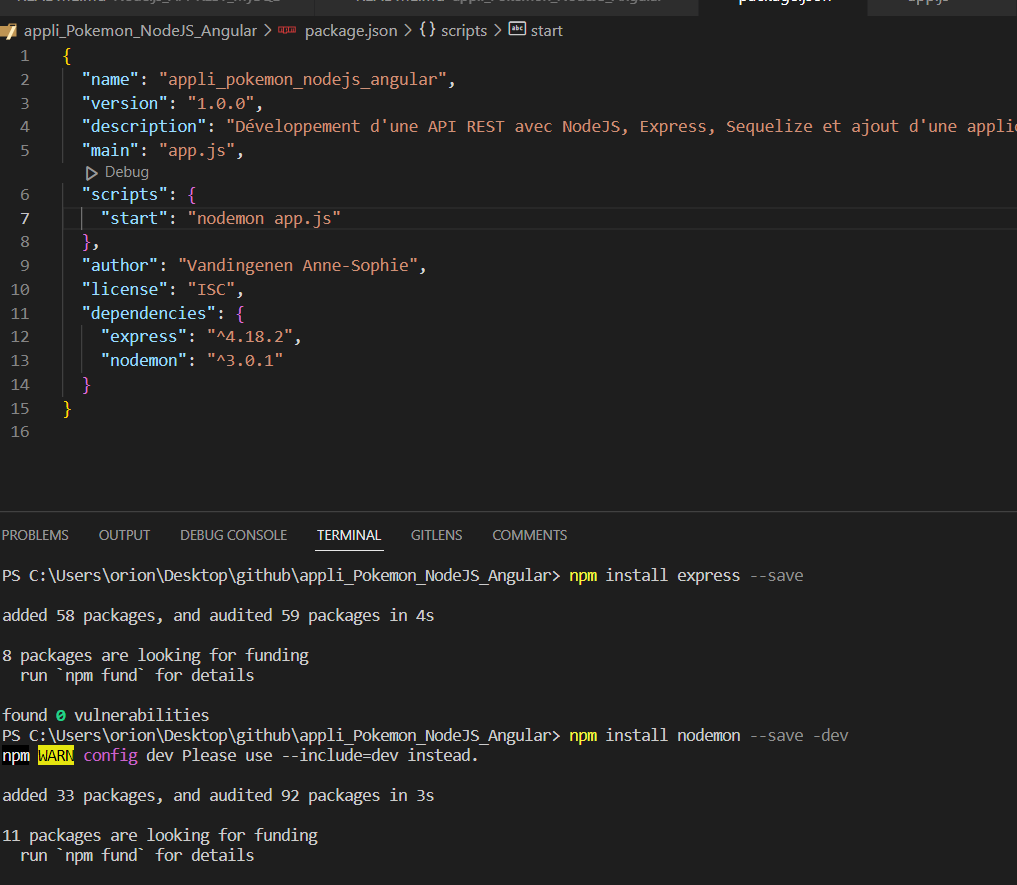 appli_Pokemon_NodeJS_Angular > package.json > {} scripts > abc start
1 {
2 "name": "appli_pokemon_nodejs_angular",
3 "version": "1.0.0",
4 "description": "Développement d'une API REST avec NodeJS, Express, Sequelize et ajout d'une applic
5 "main": "app.js",
Debug
6 "scripts": {
7 "start": "nodemon app.js"
8 },
9 "author": "Vandingenen Anne-Sophie",
10 "license": "ISC",
11 "dependencies": {
12 "express": "^4.18.2",
13 "nodemon": "^3.0.1"
14 }
15 }
16
PROBLEMS OUTPUT DEBUG CONSOLE TERMINAL GITLENS COMMENTS
PS C:\Users\orion\Desktop\github\appli_Pokemon_NodeJS_Angular> npm install express --save
added 58 packages, and audited 59 packages in 4s
8 packages are looking for funding
run `npm fund` for details
found 0 vulnerabilities
PS C:\Users\orion\Desktop\github\appli_Pokemon_NodeJS_Angular> npm install nodemon --save -dev
npm WARN config dev Please use --include=dev instead.
added 33 packages, and audited 92 packages in 3s
11 packages are looking for funding
run `npm fund` for details